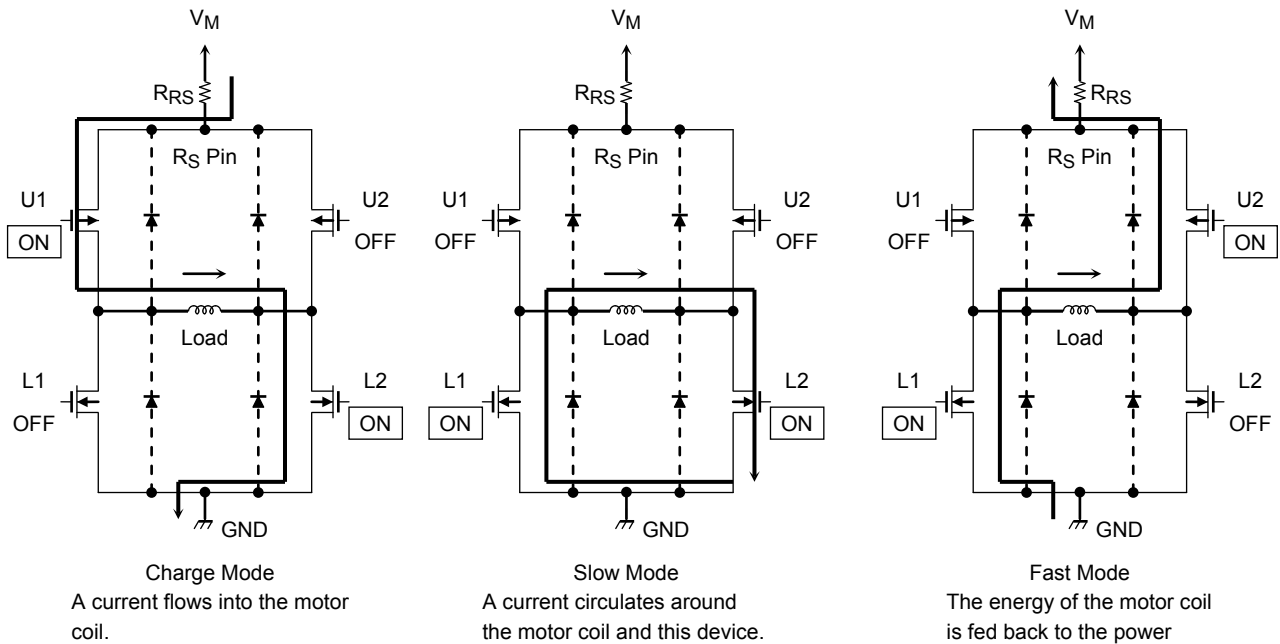 VM
RRS
RS Pin
U1
ON
U2
OFF
Load
L1
OFF
L2
ON
GND
Charge Mode
A current flows into the motor
coil.
VM
RRS
RS Pin
U1
OFF
U2
OFF
Load
L1
ON
L2
ON
GND
Slow Mode
A current circulates around
the motor coil and this device.
VM
RRS
RS Pin
U1
OFF
U2
ON
Load
L1
ON
L2
OFF
GND
Fast Mode
The energy of the motor coil
is fed back to the power